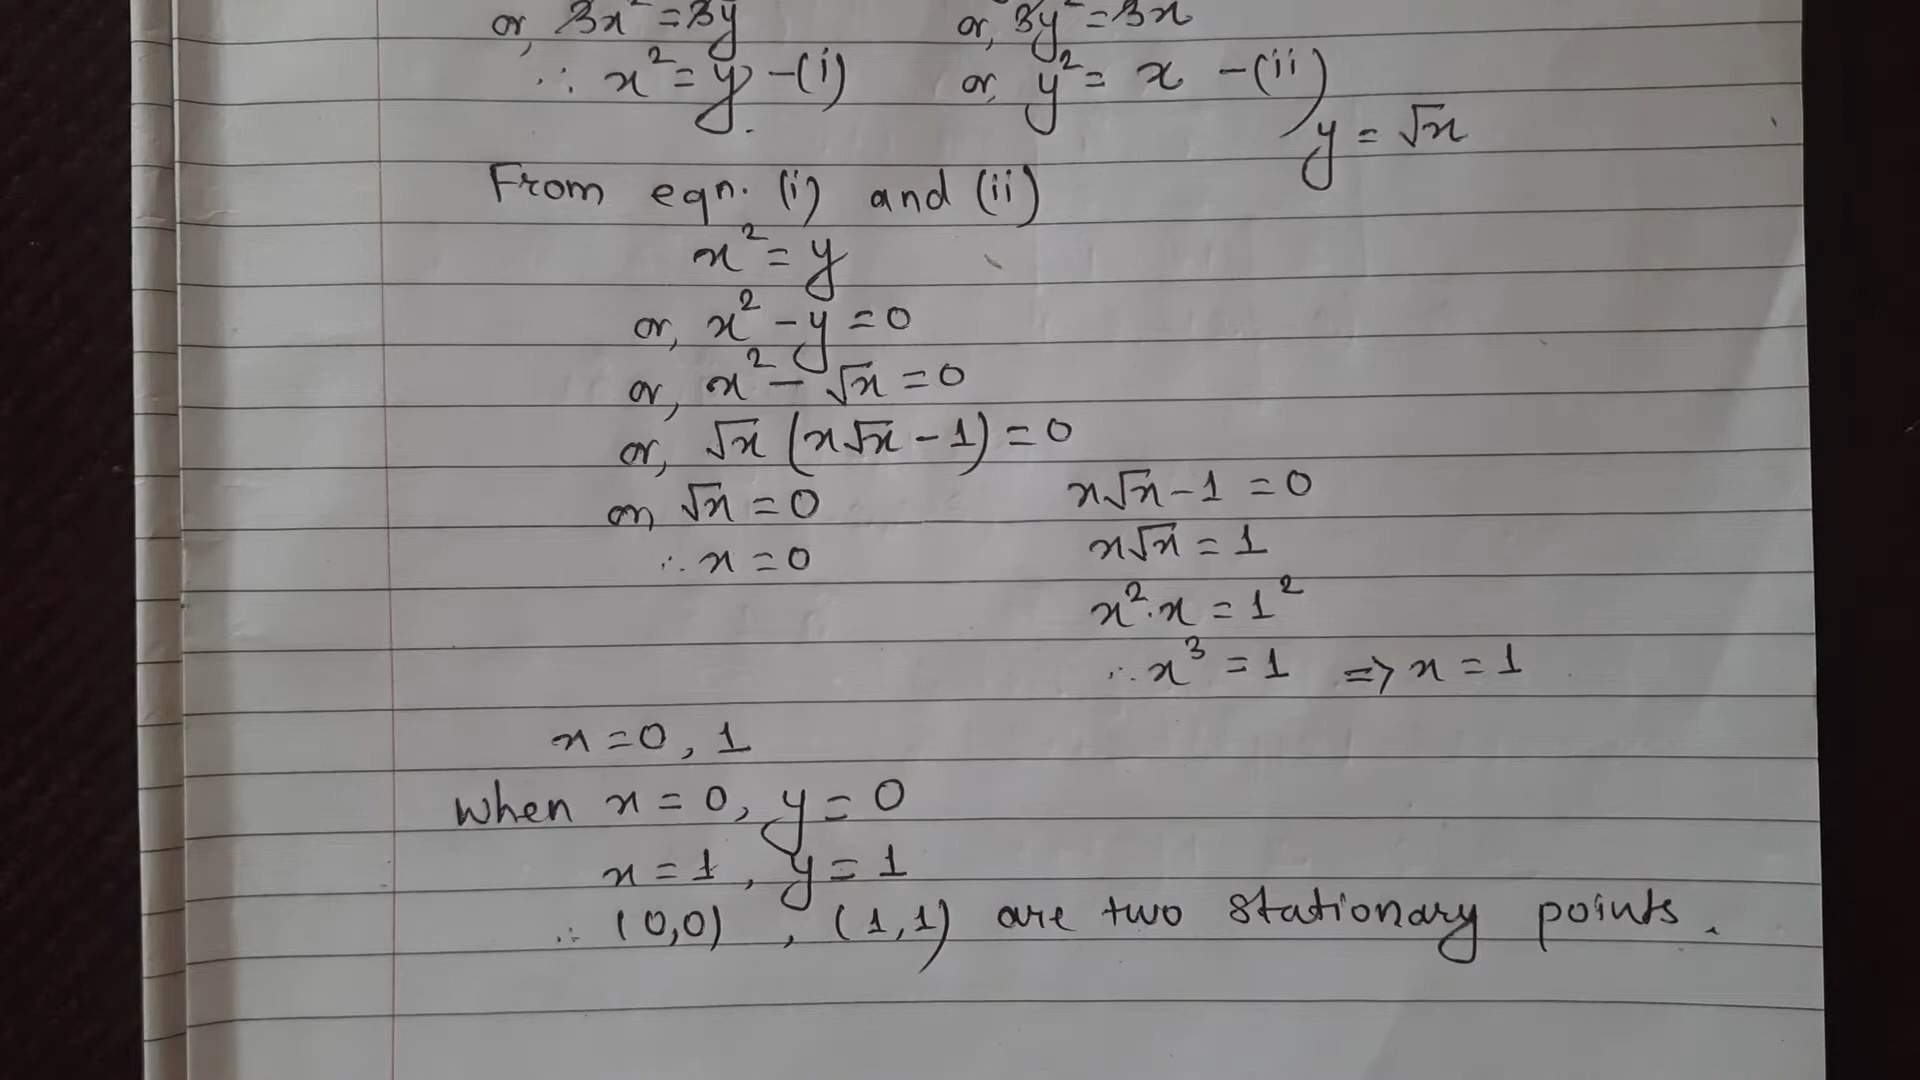 or, 3x² = 3y or, 3y² = 3x
∴ x² = y -(i) or, y² = x -(ii)
y = √x
From eqn. (i) and (ii)
x² = y
or, x² - y = 0
or, x² - √x = 0
or, √x (x√x - 1) = 0
or, √x = 0 x√x - 1 = 0
∴ x = 0 x√x = 1
x².x = 1²
∴ x³ = 1 => x = 1
x = 0, 1
When x = 0, y = 0
x = 1, y = 1
∴ (0,0) , (1,1) are two stationary points.